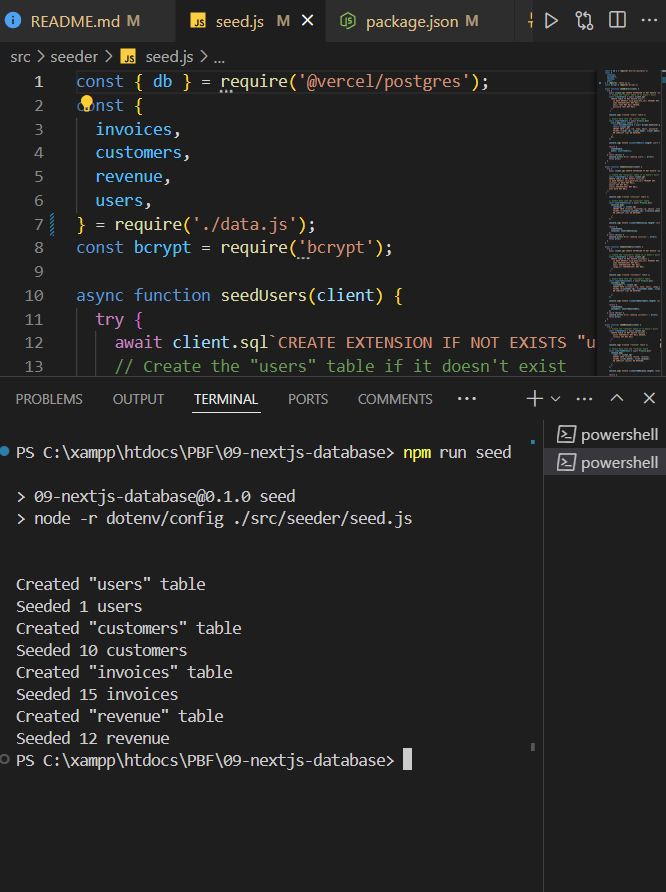 README.md M
JS seed.js M
package.json M
src > seeder > JS seed.js > ...
1 const { db } = require('@vercel/postgres');
2 const {
3 invoices,
4 customers,
5 revenue,
6 users,
7 } = require('./data.js');
8 const bcrypt = require('bcrypt');
9
10 async function seedUsers(client) {
11 try {
12 await client.sql`CREATE EXTENSION IF NOT EXISTS "u
13 // Create the "users" table if it doesn't exist
PROBLEMS OUTPUT TERMINAL PORTS COMMENTS
powershell
powershell
PS C:\xampp\htdocs\PBF\09-nextjs-database> npm run seed
> 09-nextjs-database@0.1.0 seed
> node -r dotenv/config ./src/seeder/seed.js
Created "users" table
Seeded 1 users
Created "customers" table
Seeded 10 customers
Created "invoices" table
Seeded 15 invoices
Created "revenue" table
Seeded 12 revenue
PS C:\xampp\htdocs\PBF\09-nextjs-database>